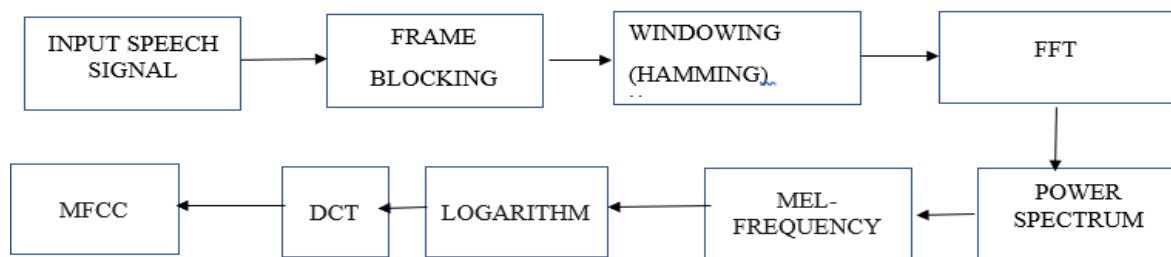 INPUT SPEECH
SIGNAL
FRAME
BLOCKING
WINDOWING
(HAMMING)
FFT
MFCC
DCT
LOGARITHM
MEL-
FREQUENCY
POWER
SPECTRUM